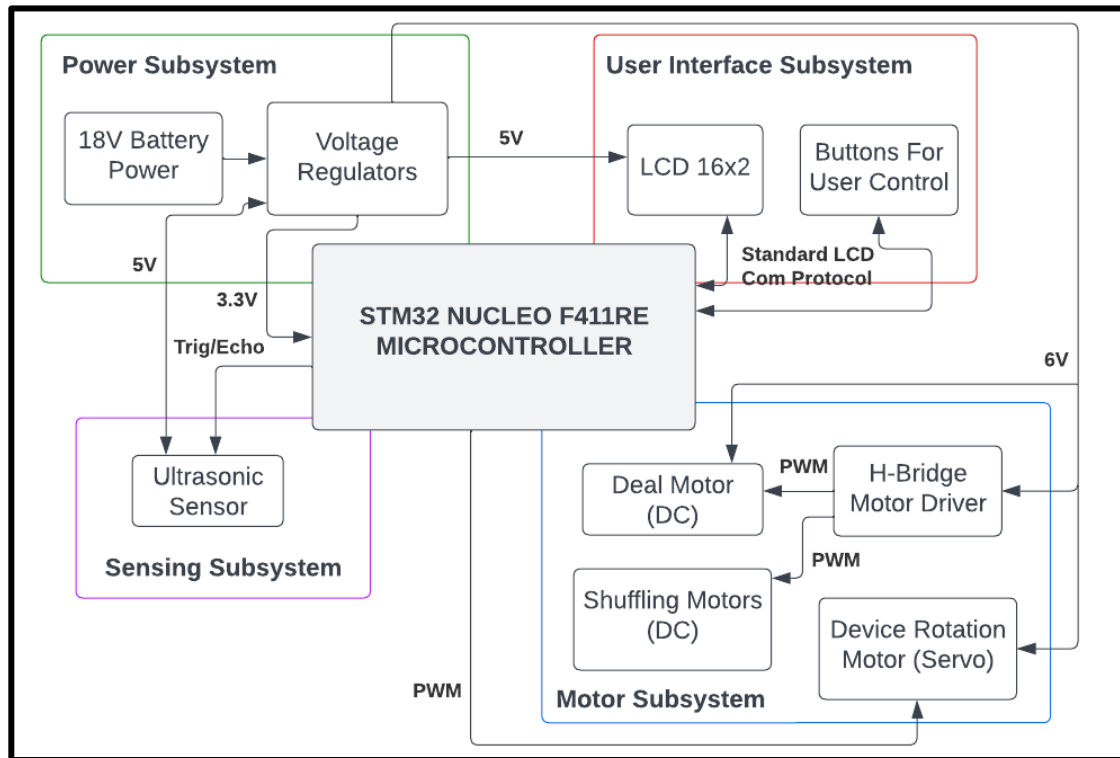 Power Subsystem
18V Battery
Power
Voltage
Regulators
5V
User Interface Subsystem
LCD 16x2
Buttons For
User Control
Standard LCD
Com Protocol
5V
3.3V
Trig/Echo
STM32 NUCLEO F411RE
MICROCONTROLLER
6V
Ultrasonic
Sensor
Sensing Subsystem
Deal Motor
(DC)
PWM
H-Bridge
Motor Driver
PWM
Shuffling Motors
(DC)
Device Rotation
Motor (Servo)
PWM
Motor Subsystem